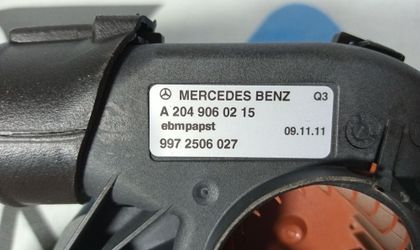 MERCEDES BENZ Q3
A 204 906 02 15
ebmpapst 09.11.11
997 2506 027